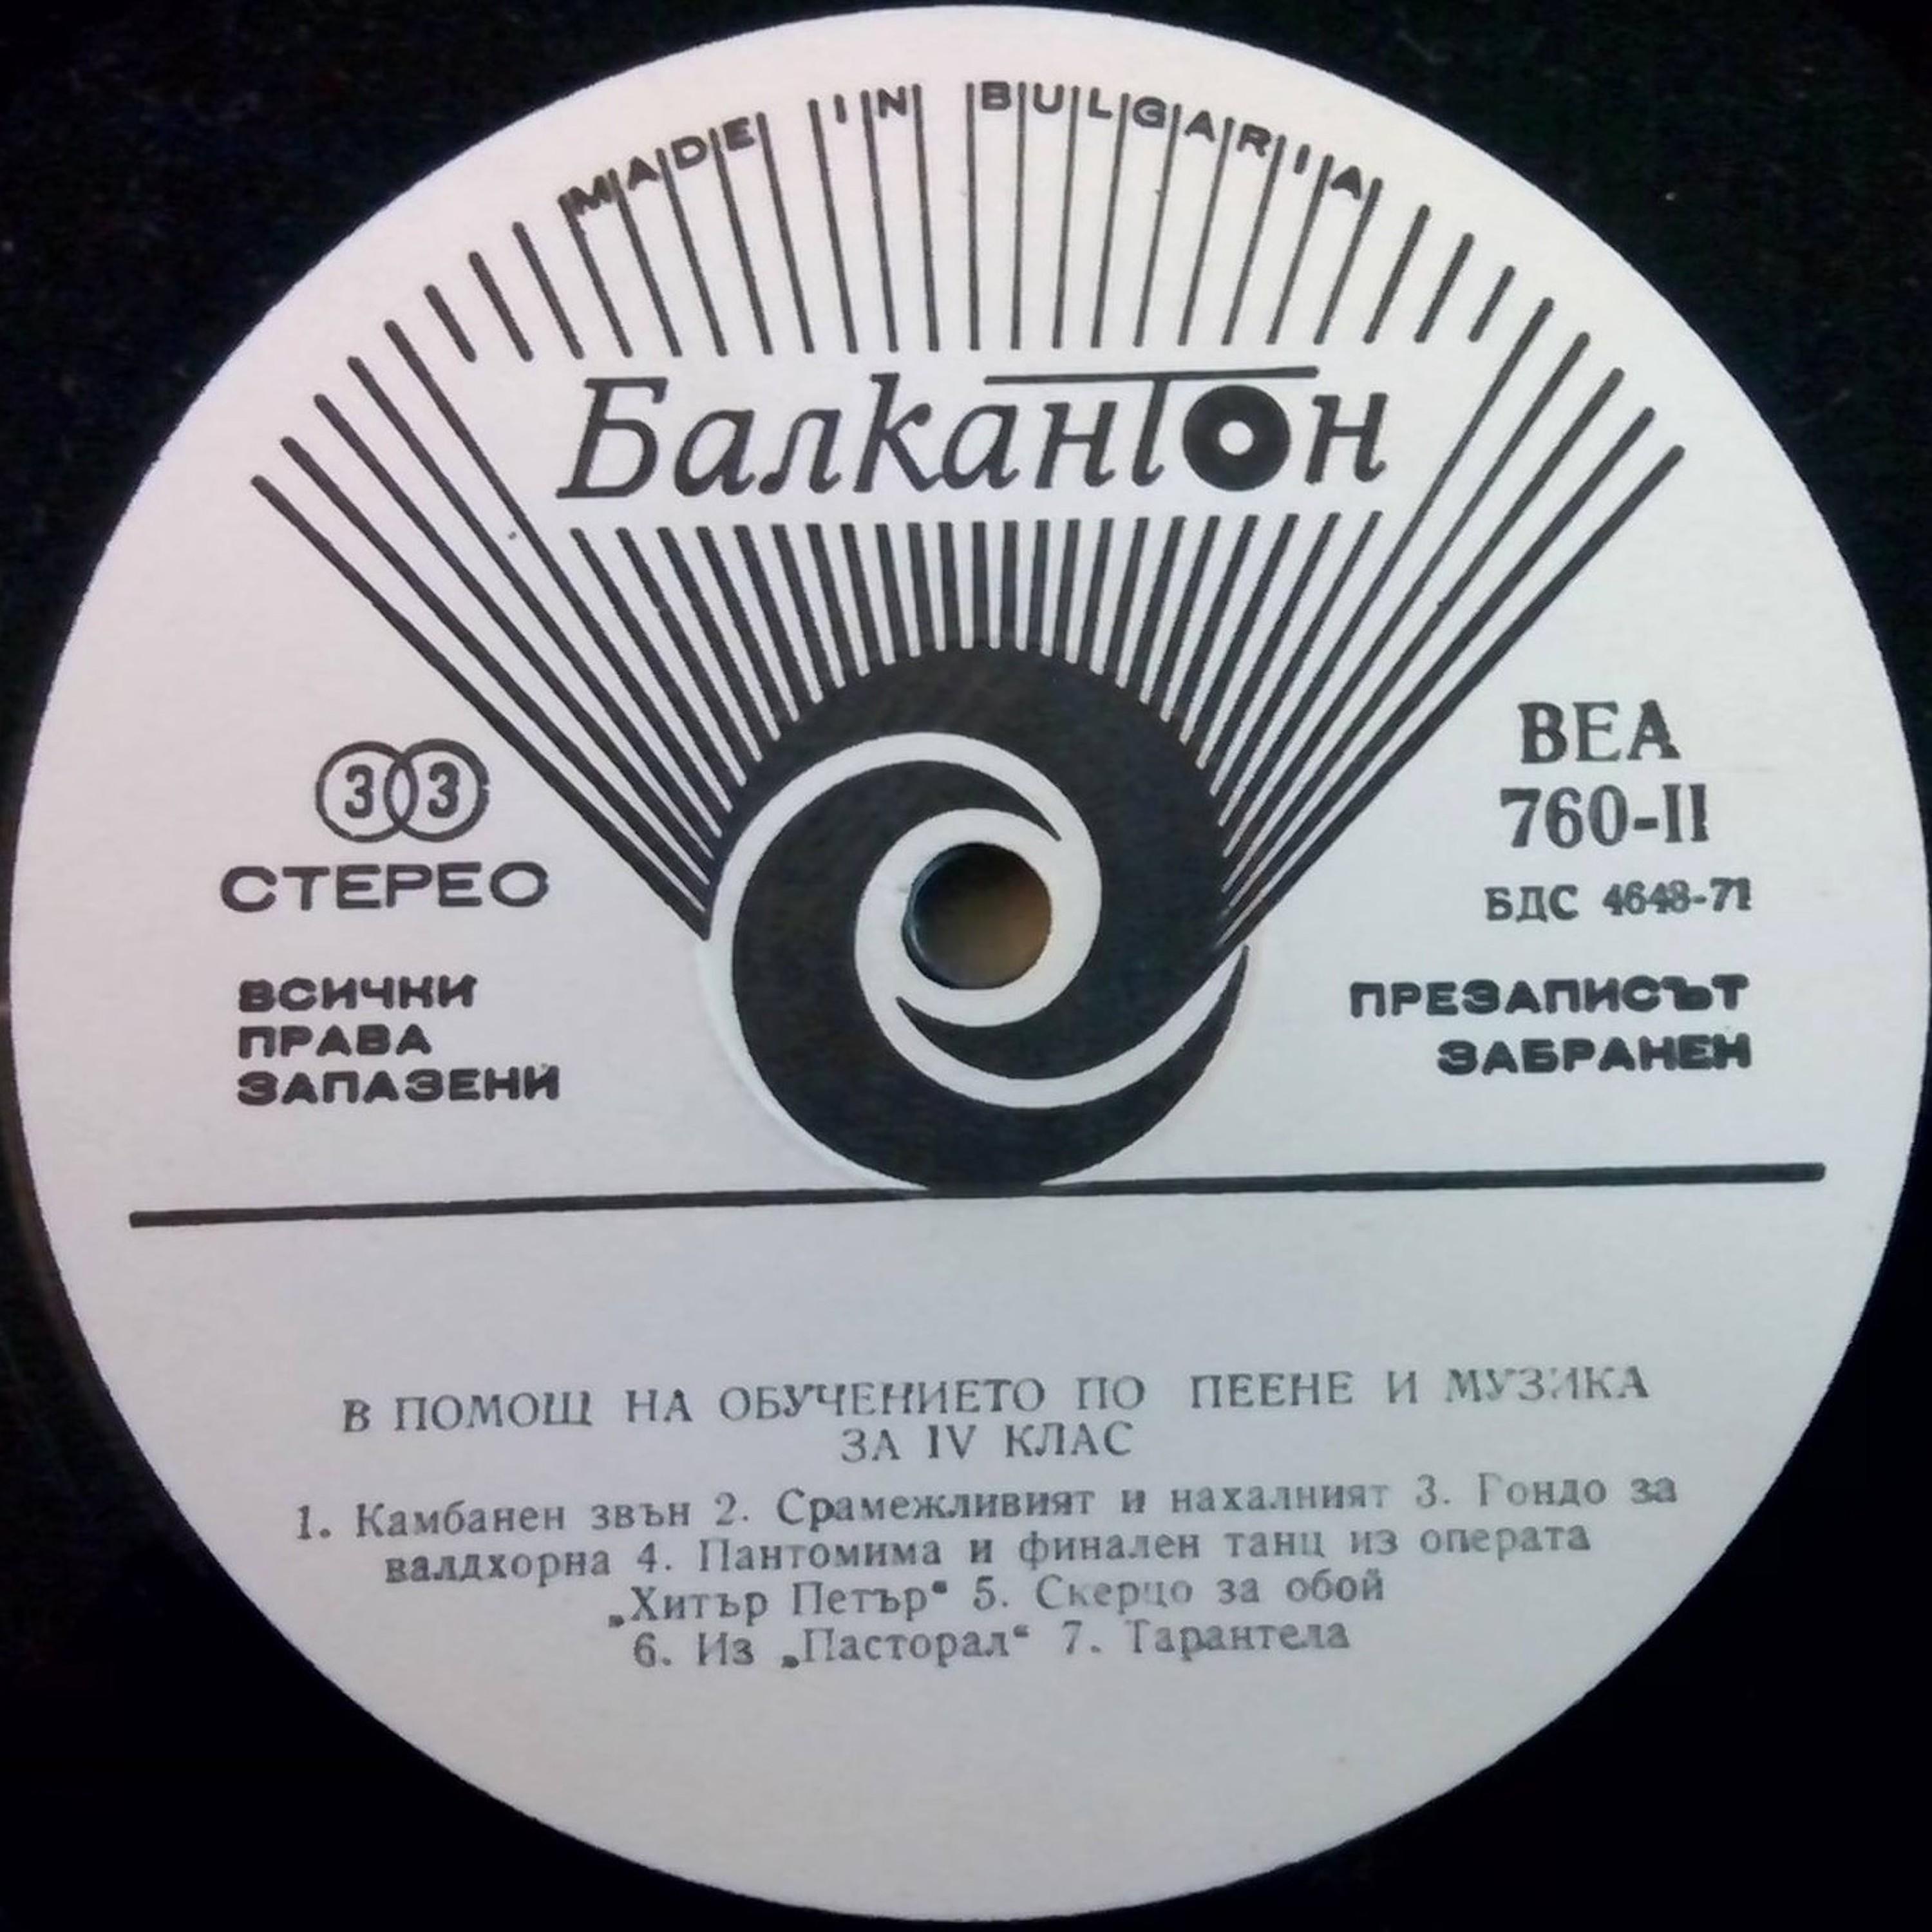 MADE IN BULGARIA
Балкантон
33
СТЕРЕО
ВСИЧКИ
ПРАВА
ЗАПАЗЕНИ
ВЕА
760-II
БДС 4648-71
ПРЕЗАПИСЪТ
ЗАБРАНЕН
В ПОМОЩ НА ОБУЧЕНИЕТО ПО ПЕЕНЕ И МУЗИКА
ЗА IV КЛАС
1. Камбанен звън 2. Срамежливият и нахалният 3. Рондо за
валдхорна 4. Пантомима и финален танц из операта
„Хитър Петър“ 5. Скерцо за обой
6. Из „Пасторал“ 7. Тарантела